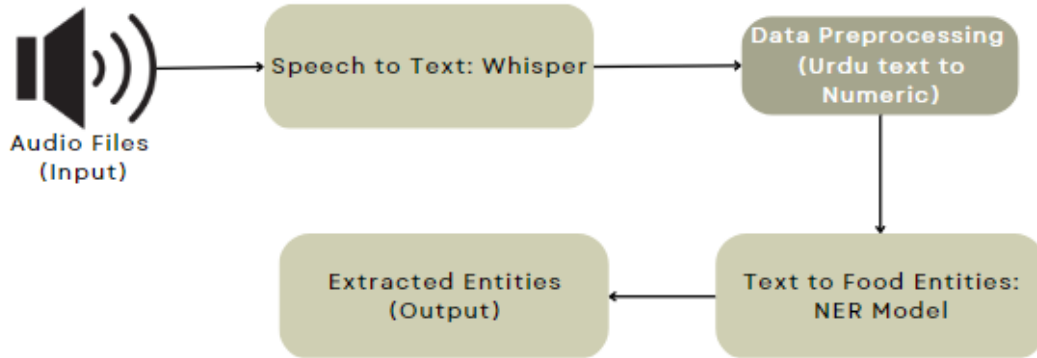 Audio Files
(Input)
Speech to Text: Whisper
Data Preprocessing
(Urdu text to
Numeric)
Text to Food Entities:
NER Model
Extracted Entities
(Output)